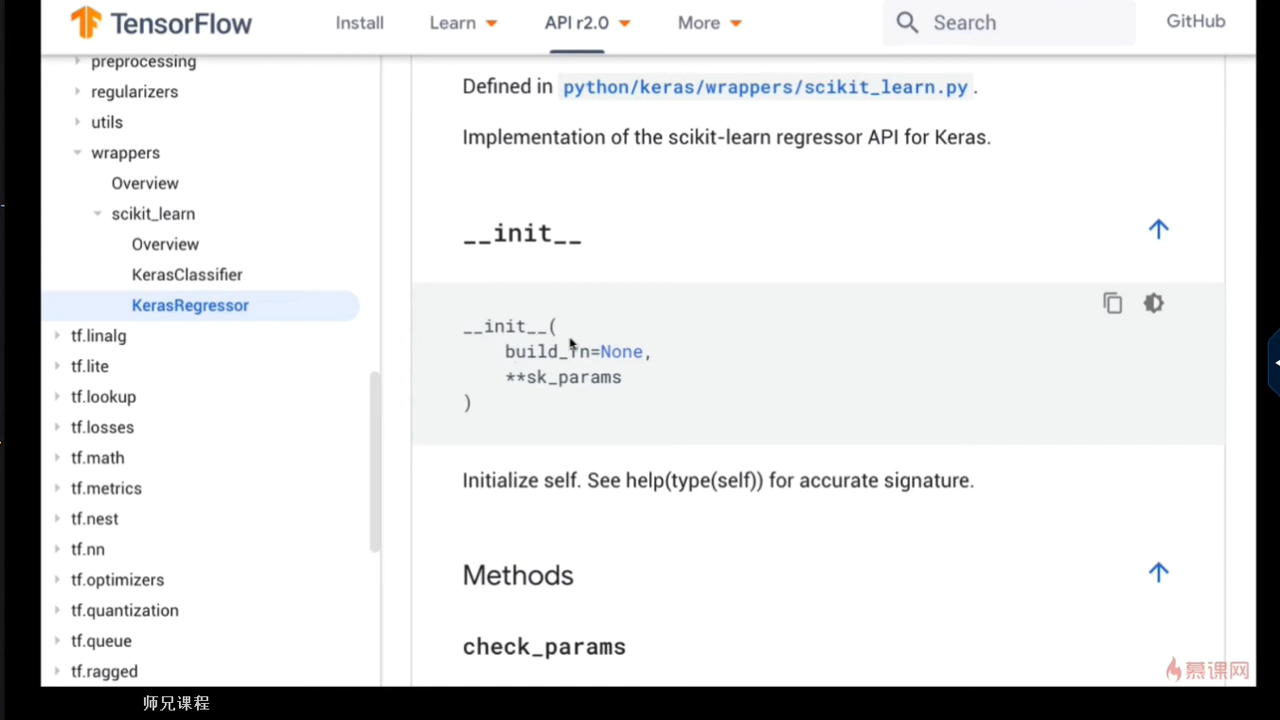 TensorFlow
Install
Learn
API r2.0
More
Search
GitHub
preprocessing
regularizers
utils
wrappers
Overview
scikit_learn
Overview
KerasClassifier
KerasRegressor
tf.linalg
tf.lite
tf.lookup
tf.losses
tf.math
tf.metrics
tf.nest
tf.nn
tf.optimizers
tf.quantization
tf.queue
tf.ragged
Defined in python/keras/wrappers/scikit_learn.py.
Implementation of the scikit-learn regressor API for Keras.
__init__
__init__(
build_fn=None,
**sk_params
)
Initialize self. See help(type(self)) for accurate signature.
Methods
check_params
慕课网
师兄课程